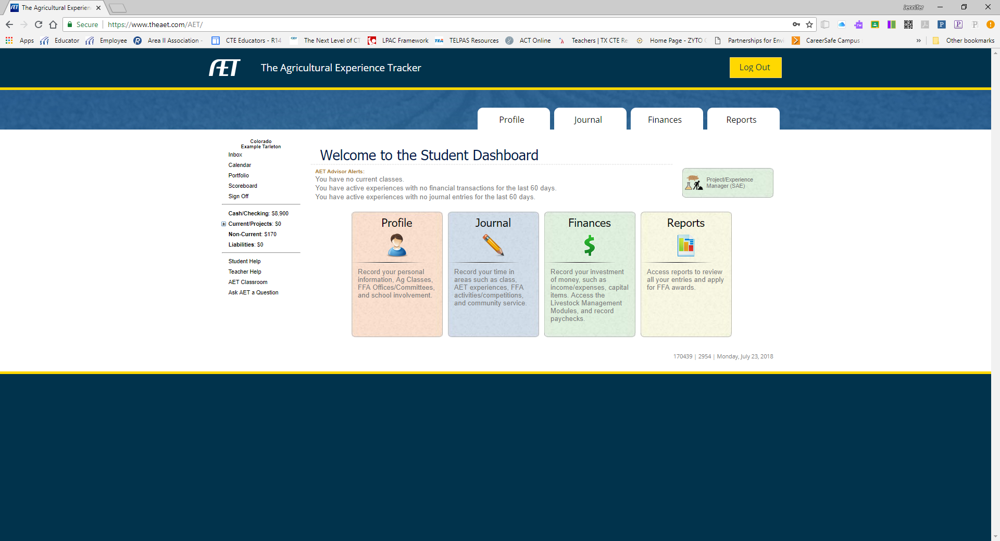 The Agricultural Experien
Jennifer
Secure
https://www.theaet.com/AET/
Apps
Educator
Employee
Area II Association -
CTE Educators - R14
The Next Level of CT
LPAC Framework
TELPAS Resources
ACT Online
Teachers | TX CTE Re
Home Page - ZYTO
Partnerships for Envi
CareerSafe Campus
»
Other bookmarks
AET
The Agricultural Experience Tracker
Log Out
Profile
Journal
Finances
Reports
Colorado
Example Tarleton
Inbox
Calendar
Portfolio
Scoreboard
Sign Off
Cash/Checking: $8,900
Current/Projects: $0
Non-Current: $170
Liabilities: $0
Student Help
Teacher Help
AET Classroom
Ask AET a Question
Welcome to the Student Dashboard
AET Advisor Alerts:
You have no current classes.
You have active experiences with no financial transactions for the last 60 days.
You have active experiences with no journal entries for the last 60 days.
Project/Experience
Manager (SAE)
Profile
Record your personal
information, Ag Classes,
FFA Offices/Committees,
and school involvement.
Journal
Record your time in
areas such as class,
AET experiences, FFA
activities/competitions,
and community service.
Finances
Record your investment
of money, such as
income/expenses, capital
items. Access the
Livestock Management
Modules, and record
paychecks.
Reports
Access reports to review
all your entries and apply
for FFA awards.
170439 | 2954 | Monday, July 23, 2018